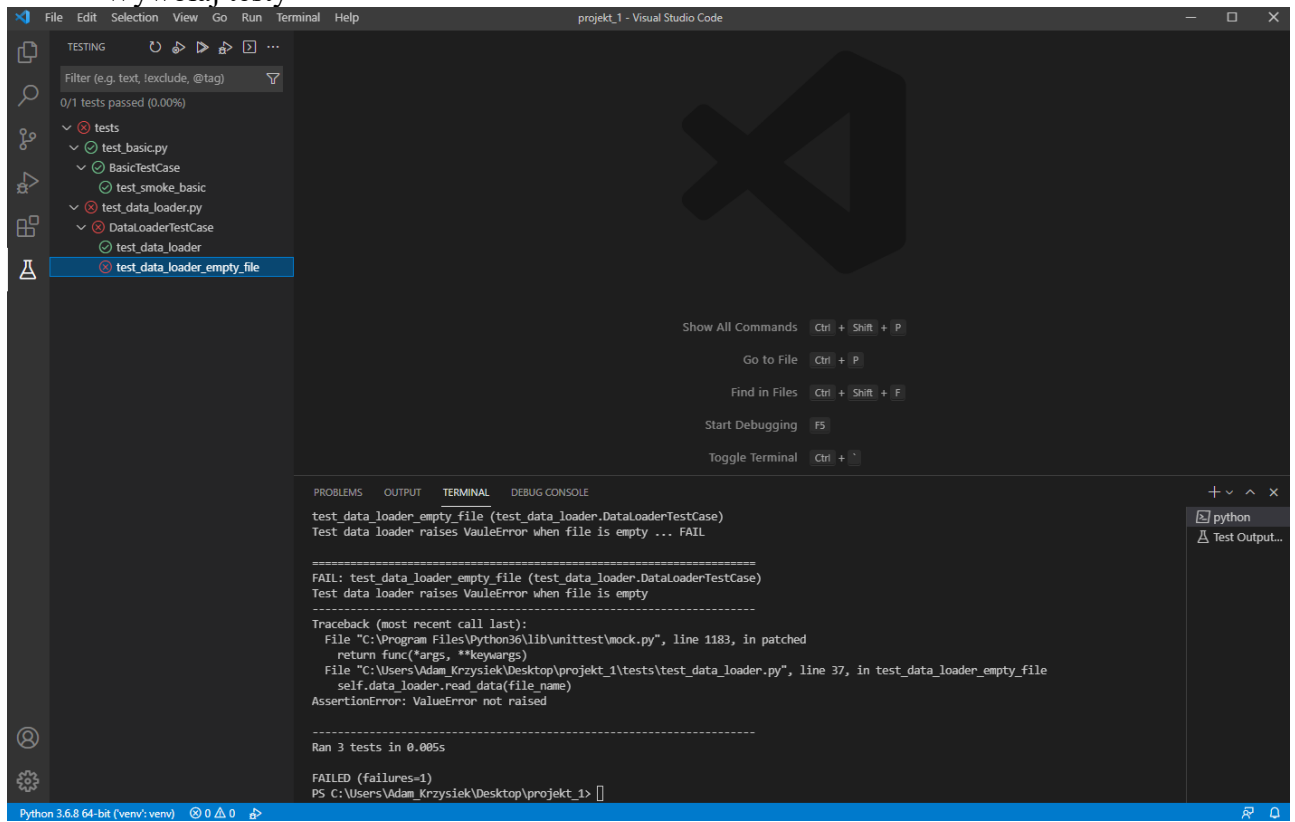 Wywołaj testy
File Edit Selection View Go Run Terminal Help
projekt_1 - Visual Studio Code
TESTING
Filter (e.g. text, !exclude, @tag)
0/1 tests passed (0.00%)
tests
test_basic.py
BasicTestCase
test_smoke_basic
test_data_loader.py
DataLoaderTestCase
test_data_loader
test_data_loader_empty_file
Show All Commands Ctrl + Shift + P
Go to File Ctrl + P
Find in Files Ctrl + Shift + F
Start Debugging F5
Toggle Terminal Ctrl + `
PROBLEMS OUTPUT TERMINAL DEBUG CONSOLE
python
Test Output...
test_data_loader_empty_file (test_data_loader.DataLoaderTestCase)
Test data loader raises VauleError when file is empty ... FAIL
======================================================================
FAIL: test_data_loader_empty_file (test_data_loader.DataLoaderTestCase)
Test data loader raises VauleError when file is empty
----------------------------------------------------------------------
Traceback (most recent call last):
File "C:\Program Files\Python36\lib\unittest\mock.py", line 1183, in patched
return func(*args, **keywargs)
File "C:\Users\Adam_Krzysiek\Desktop\projekt_1\tests\test_data_loader.py", line 37, in test_data_loader_empty_file
self.data_loader.read_data(file_name)
AssertionError: ValueError not raised
----------------------------------------------------------------------
Ran 3 tests in 0.005s
FAILED (failures=1)
PS C:\Users\Adam_Krzysiek\Desktop\projekt_1>
Python 3.6.8 64-bit ('venv': venv) 0 0